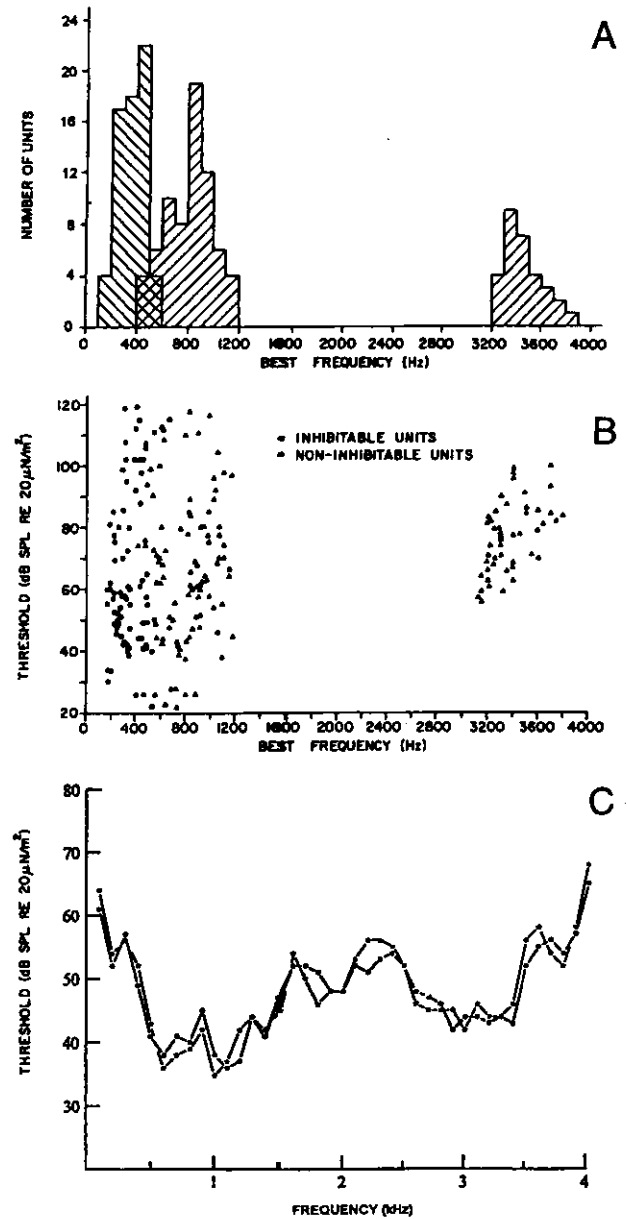 A
24
20
16
12
8
4
0
NUMBER OF UNITS
0 400 800 1200 1600 2000 2400 2800 3200 3600 4000
BEST FREQUENCY (Hz)
B
120
100
80
60
40
20
THRESHOLD (dB SPL RE 20µN/m²)
INHIBITABLE UNITS
NON-INHIBITABLE UNITS
0 400 800 1200 1600 2000 2400 2800 3200 3600 4000
BEST FREQUENCY (Hz)
C
80
70
60
50
40
30
THRESHOLD (dB SPL RE 20µN/m²)
1 2 3 4
FREQUENCY (kHz)